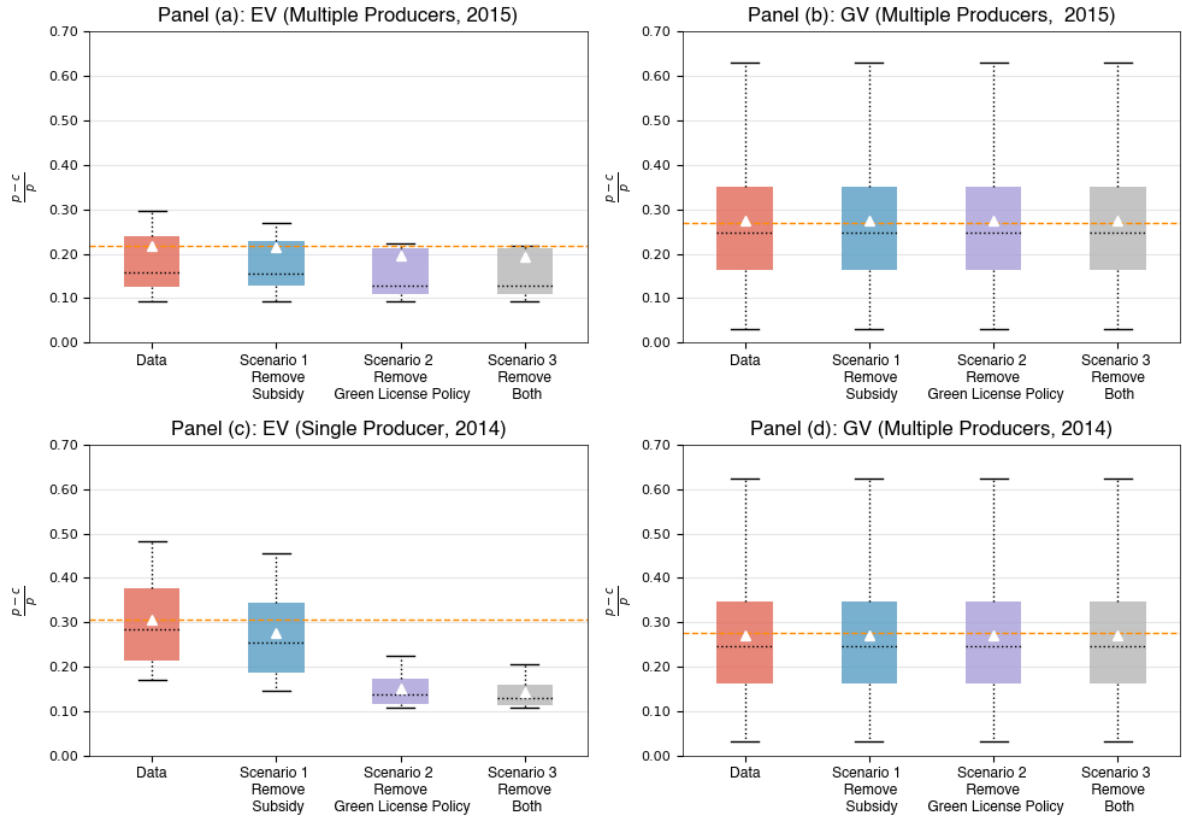 Panel (a): EV (Multiple Producers, 2015)
0.70
0.60
0.50
0.40
0.30
0.20
0.10
0.00
p − c
p
Data
Scenario 1
Remove
Subsidy
Scenario 2
Remove
Green License Policy
Scenario 3
Remove
Both
Panel (b): GV (Multiple Producers,  2015)
0.70
0.60
0.50
0.40
0.30
0.20
0.10
0.00
p − c
p
Data
Scenario 1
Remove
Subsidy
Scenario 2
Remove
Green License Policy
Scenario 3
Remove
Both
Panel (c): EV (Single Producer, 2014)
0.70
0.60
0.50
0.40
0.30
0.20
0.10
0.00
p − c
p
Data
Scenario 1
Remove
Subsidy
Scenario 2
Remove
Green License Policy
Scenario 3
Remove
Both
Panel (d): GV (Multiple Producers, 2014)
0.70
0.60
0.50
0.40
0.30
0.20
0.10
0.00
p − c
p
Data
Scenario 1
Remove
Subsidy
Scenario 2
Remove
Green License Policy
Scenario 3
Remove
Both